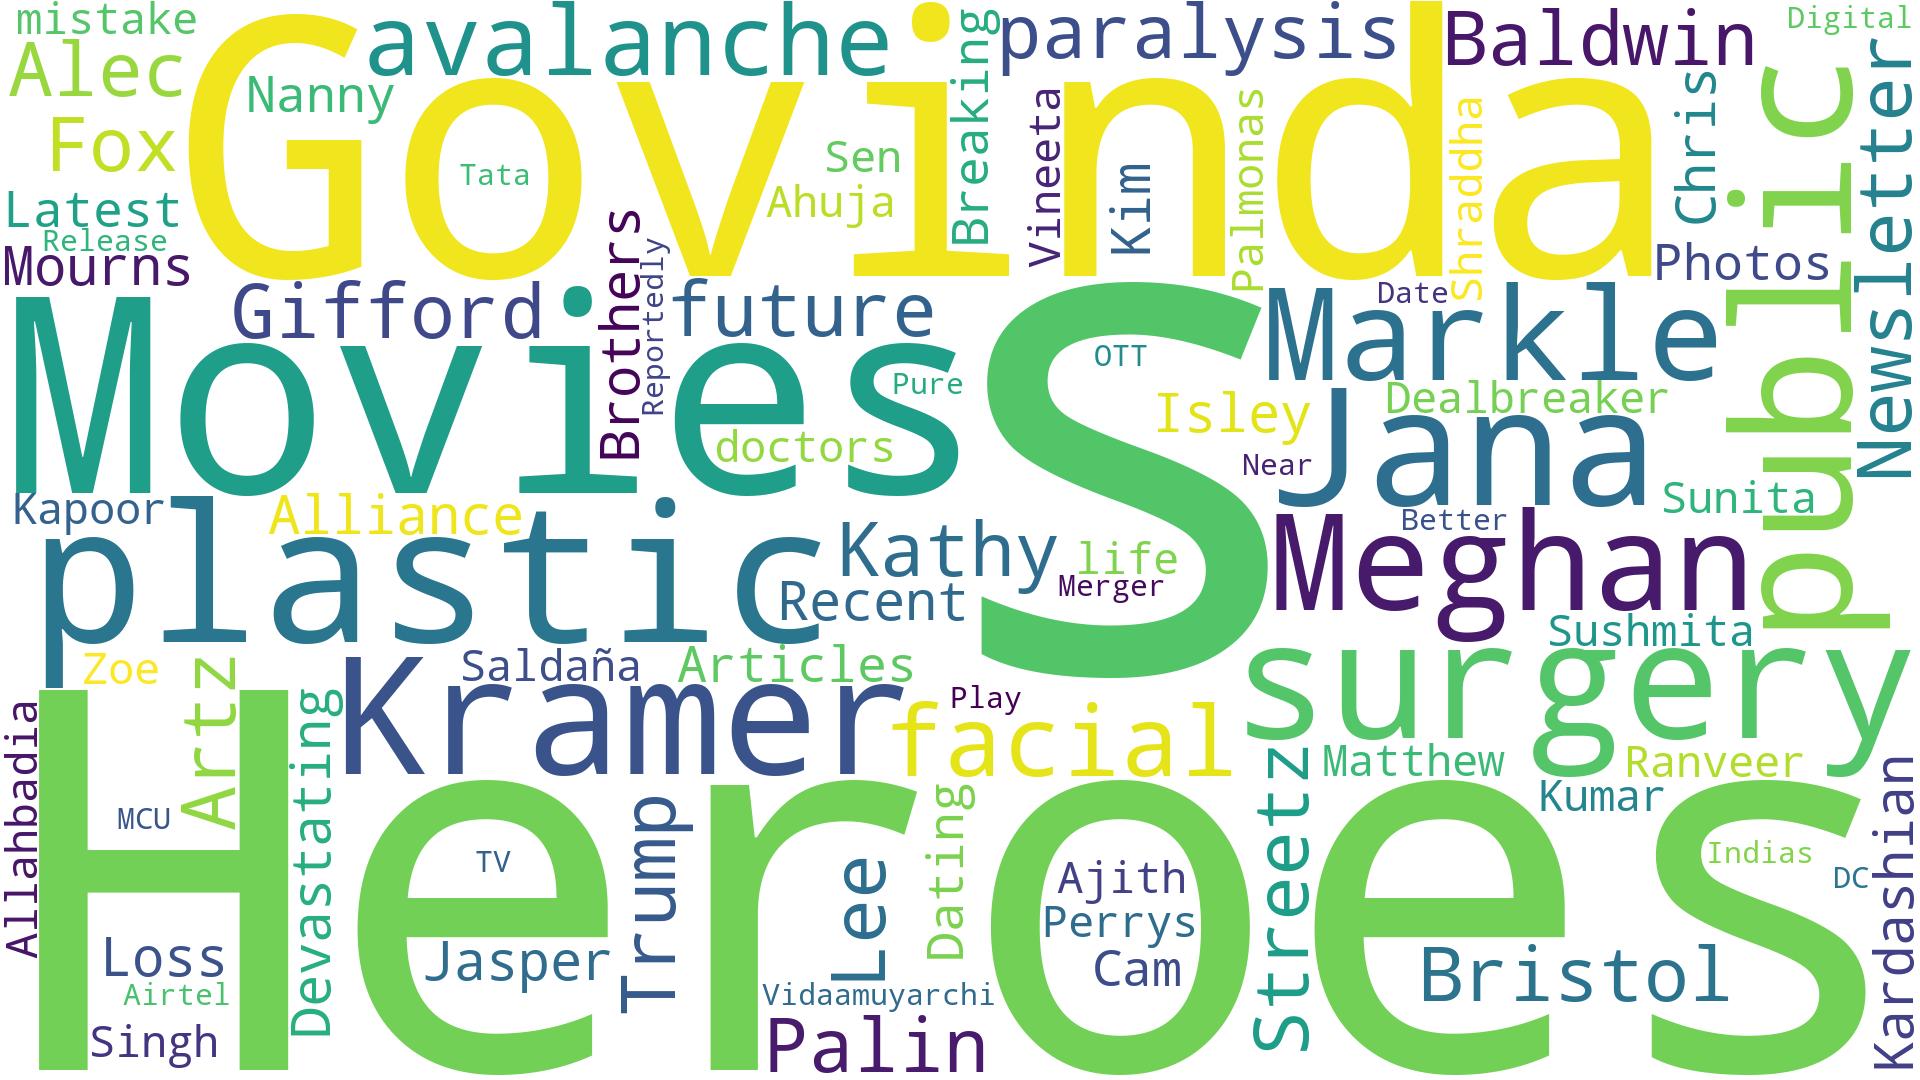 mistake
Govinda
avalanche
paralysis
Baldwin
Digital
Alec
Nanny
Breaking
Vineeta
Palmonas
Shraddha
Chris
public
Newsletter
Fox
Tata
Sen
Ahuja
Kim
Latest
Release
Mourns
Brothers
Reportedly
Photos
Gifford
future
Date
Markle
Movies
S
OTT
Pure
Isley
Dealbreaker
Jana
doctors
Near
Sunita
Kapoor
Alliance
plastic
Kathy
life
Merger
Better
Meghan
Recent
Sushmita
surgery
Zoe
Artz
Saldaña
Articles
Kramer
Play
facial
Allahbadia
Devastating
Streetz
Matthew
Ranveer
Kumar
Kardashian
MCU
Heroes
TV
Trump
Lee
Dating
Ajith
Perrys
Cam
Indias
DC
Loss
Jasper
Bristol
Airtel
Vidaamuyarchi
Singh
Palin